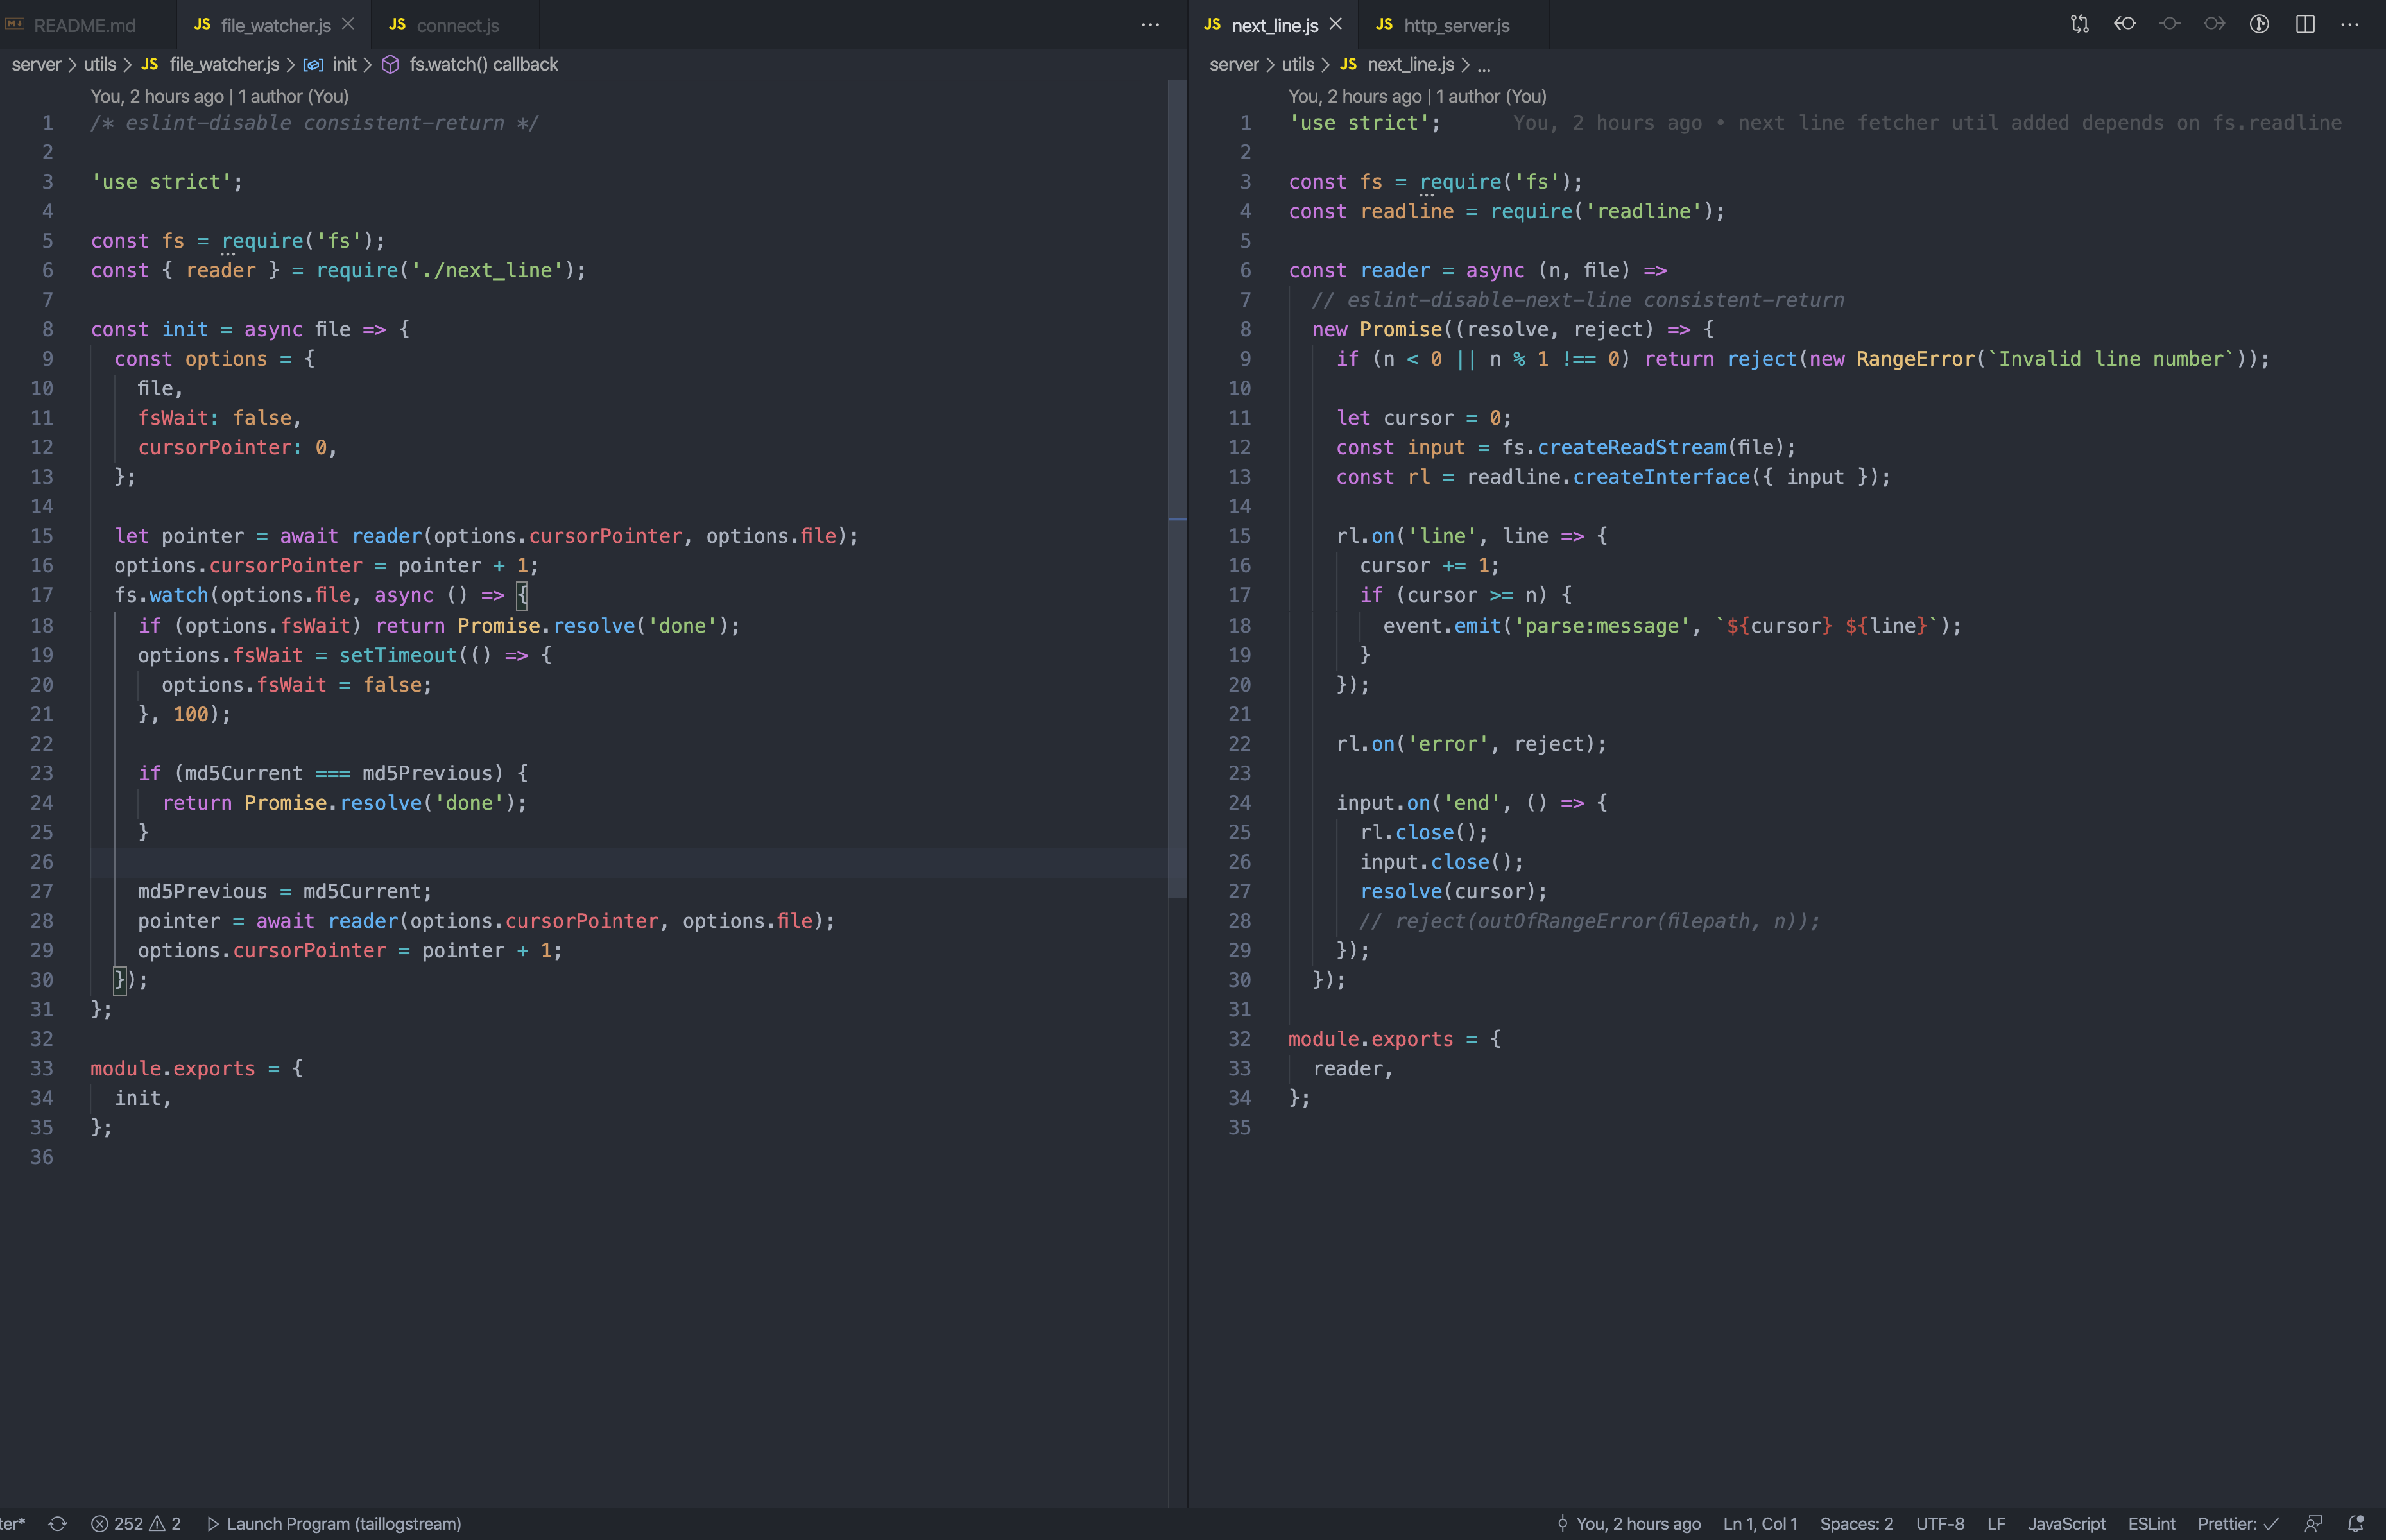 README.md
JS file_watcher.js
JS connect.js
server > utils > JS file_watcher.js > init > fs.watch() callback
You, 2 hours ago | 1 author (You)
1 /* eslint-disable consistent-return */
2
3 'use strict';
4
5 const fs = require('fs');
6 const { reader } = require('./next_line');
7
8 const init = async file => {
9   const options = {
10     file,
11     fsWait: false,
12     cursorPointer: 0,
13   };
14
15   let pointer = await reader(options.cursorPointer, options.file);
16   options.cursorPointer = pointer + 1;
17   fs.watch(options.file, async () => {
18     if (options.fsWait) return Promise.resolve('done');
19     options.fsWait = setTimeout(() => {
20       options.fsWait = false;
21     }, 100);
22
23     if (md5Current === md5Previous) {
24       return Promise.resolve('done');
25     }
26
27     md5Previous = md5Current;
28     pointer = await reader(options.cursorPointer, options.file);
29     options.cursorPointer = pointer + 1;
30   });
31 };
32
33 module.exports = {
34   init,
35 };
36
JS next_line.js
JS http_server.js
server > utils > JS next_line.js > ...
You, 2 hours ago | 1 author (You)
1 'use strict'; You, 2 hours ago • next line fetcher util added depends on fs.readline
2
3 const fs = require('fs');
4 const readline = require('readline');
5
6 const reader = async (n, file) =>
7   // eslint-disable-next-line consistent-return
8   new Promise((resolve, reject) => {
9     if (n < 0 || n % 1 !== 0) return reject(new RangeError(`Invalid line number`));
10
11     let cursor = 0;
12     const input = fs.createReadStream(file);
13     const rl = readline.createInterface({ input });
14
15     rl.on('line', line => {
16       cursor += 1;
17       if (cursor >= n) {
18         event.emit('parse:message', `${cursor} ${line}`);
19       }
20     });
21
22     rl.on('error', reject);
23
24     input.on('end', () => {
25       rl.close();
26       input.close();
27       resolve(cursor);
28       // reject(outOfRangeError(filepath, n));
29     });
30   });
31
32 module.exports = {
33   reader,
34 };
35
ter* 252 2 Launch Program (taillogstream) You, 2 hours ago Ln 1, Col 1 Spaces: 2 UTF-8 LF JavaScript ESLint Prettier: ✓